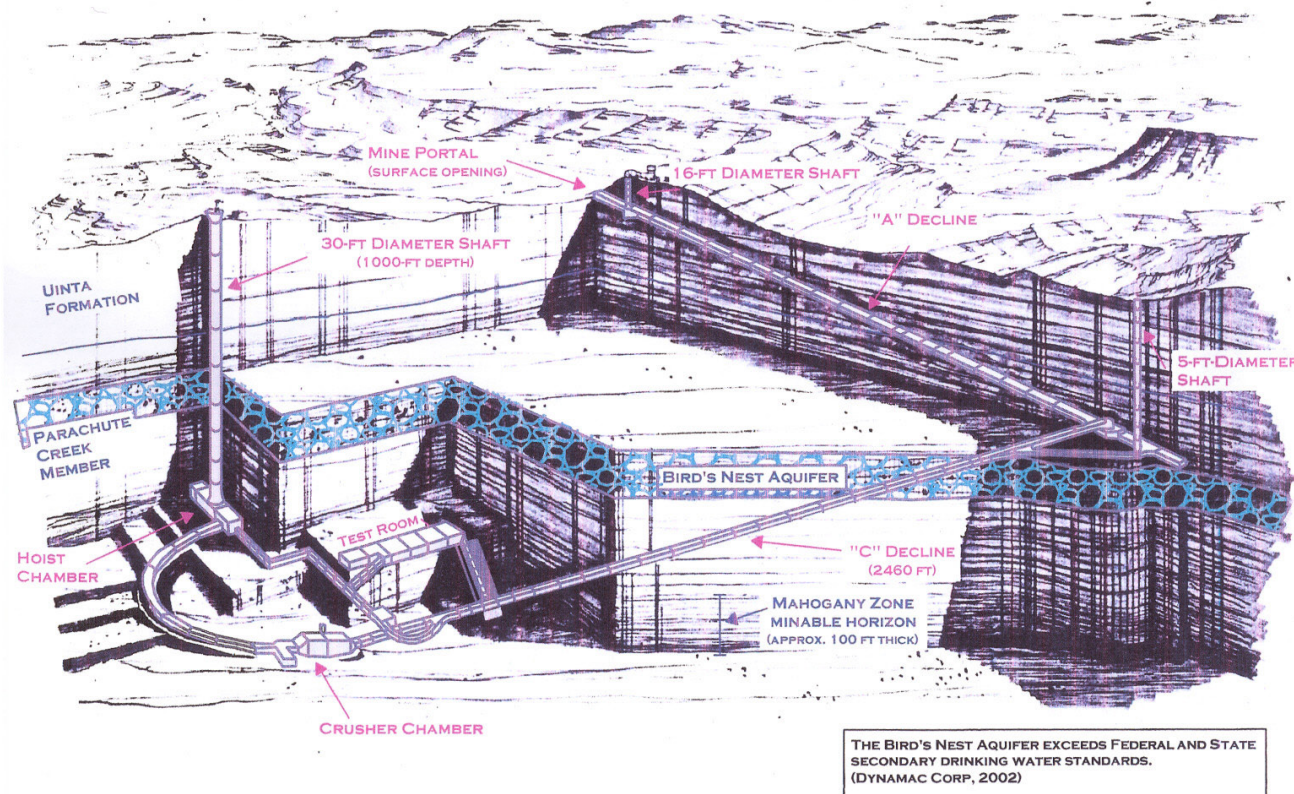 MINE PORTAL
(SURFACE OPENING)
16-FT DIAMETER SHAFT
"A" DECLINE
30-FT DIAMETER SHAFT
(1000-FT DEPTH)
UINTA
FORMATION
5-FT-DIAMETER
SHAFT
PARACHUTE
CREEK
MEMBER
BIRD'S NEST AQUIFER
TEST ROOM
HOIST
CHAMBER
"C" DECLINE
(2460 FT)
MAHOGANY ZONE
MINABLE HORIZON
(APPROX. 100 FT THICK)
CRUSHER CHAMBER
THE BIRD'S NEST AQUIFER EXCEEDS FEDERAL AND STATE
SECONDARY DRINKING WATER STANDARDS.
(DYNAMAC CORP, 2002)